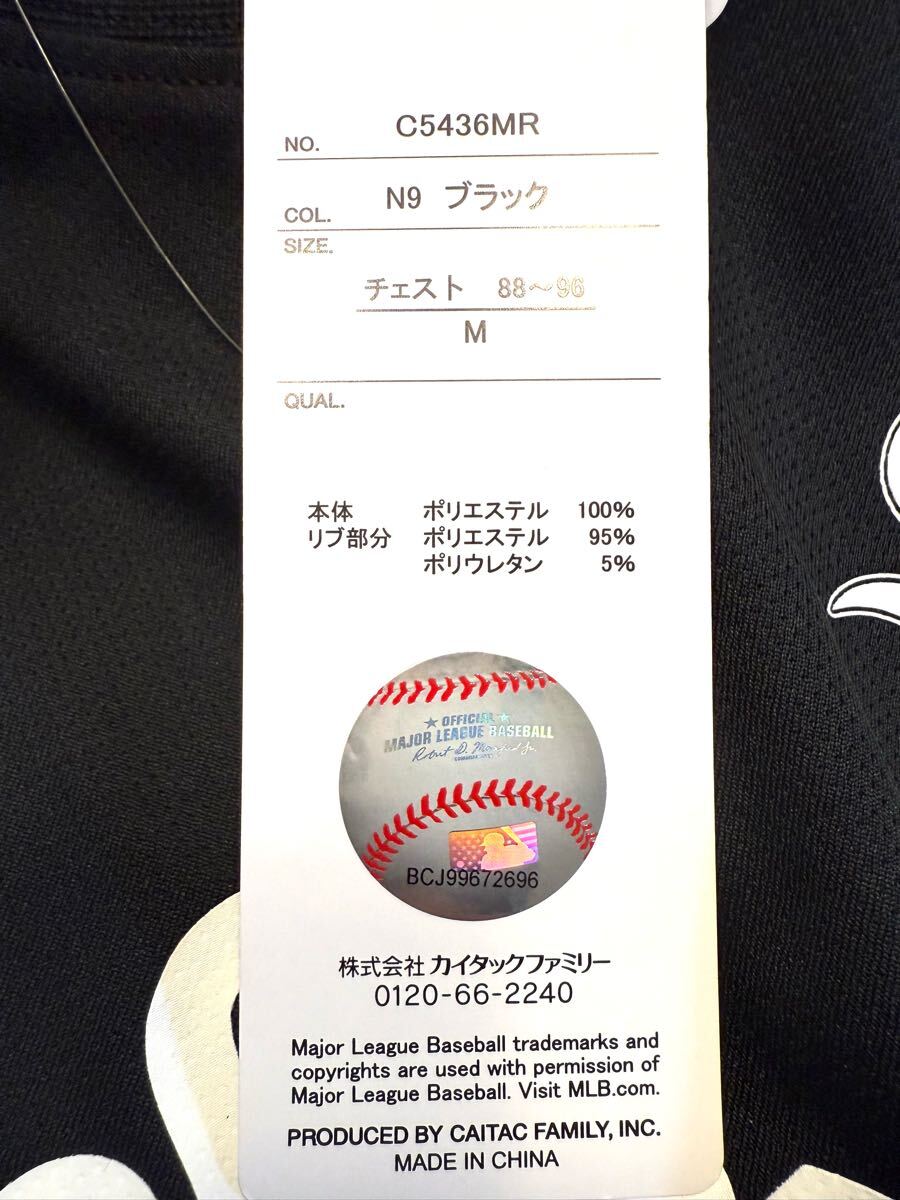 NO. C5436MR
COL. N9 ブラック
SIZE.
チェスト 88～96
M
QUAL.
本体 ポリエステル 100%
リブ部分 ポリエステル 95%
ポリウレタン 5%
★ OFFICIAL ★
MAJOR LEAGUE BASEBALL
BCJ99672696
株式会社 カイタックファミリー
0120-66-2240
Major League Baseball trademarks and
copyrights are used with permission of
Major League Baseball. Visit MLB.com.
PRODUCED BY CAITAC FAMILY, INC.
MADE IN CHINA